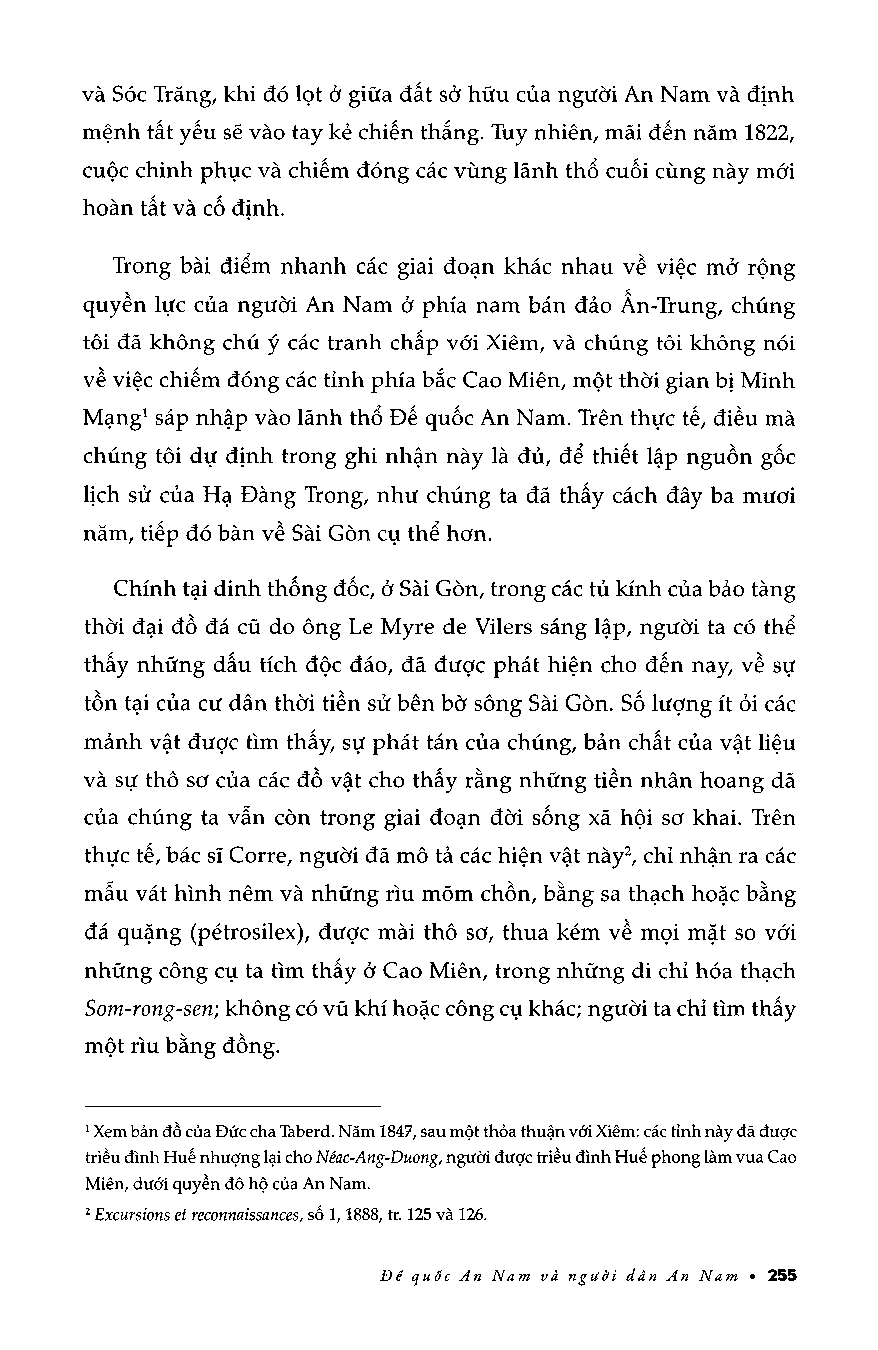 và Sóc Trăng, khi đó lọt ở giữa đất sở hữu của người An Nam và định
mệnh tất yếu sẽ vào tay kẻ chiến thắng. Tuy nhiên, mãi đến năm 1822,
cuộc chinh phục và chiếm đóng các vùng lãnh thổ cuối cùng này mới
hoàn tất và cố định.
Trong bài điểm nhanh các giai đoạn khác nhau về việc mở rộng
quyền lực của người An Nam ở phía nam bán đảo Ấn-Trung, chúng
tôi đã không chú ý các tranh chấp với Xiêm, và chúng tôi không nói
về việc chiếm đóng các tỉnh phía bắc Cao Miên, một thời gian bị Minh
Mạng¹ sáp nhập vào lãnh thổ Đế quốc An Nam. Trên thực tế, điều mà
chúng tôi dự định trong ghi nhận này là đủ, để thiết lập nguồn gốc
lịch sử của Hạ Đàng Trong, như chúng ta đã thấy cách đây ba mươi
năm, tiếp đó bàn về Sài Gòn cụ thể hơn.
Chính tại dinh thống đốc, ở Sài Gòn, trong các tủ kính của bảo tàng
thời đại đồ đá cũ do ông Le Myre de Vilers sáng lập, người ta có thể
thấy những dấu tích độc đáo, đã được phát hiện cho đến nay, về sự
tồn tại của cư dân thời tiền sử bên bờ sông Sài Gòn. Số lượng ít ỏi các
mảnh vật được tìm thấy, sự phát tán của chúng, bản chất của vật liệu
và sự thô sơ của các đồ vật cho thấy rằng những tiền nhân hoang dã
của chúng ta vẫn còn trong giai đoạn đời sống xã hội sơ khai. Trên
thực tế, bác sĩ Corre, người đã mô tả các hiện vật này², chỉ nhận ra các
mẫu vát hình nêm và những rìu mõm chồn, bằng sa thạch hoặc bằng
đá quặng (pétrosilex), được mài thô sơ, thua kém về mọi mặt so với
những công cụ ta tìm thấy ở Cao Miên, trong những di chỉ hóa thạch
Som-rong-sen; không có vũ khí hoặc công cụ khác; người ta chỉ tìm thấy
một rìu bằng đồng.
¹ Xem bản đồ của Đức cha Taberd. Năm 1847, sau một thỏa thuận với Xiêm: các tỉnh này đã được
triều đình Huế nhượng lại cho Néac-Ang-Duong, người được triều đình Huế phong làm vua Cao
Miên, dưới quyền đô hộ của An Nam.
² Excursions et reconnaissances, số 1, 1888, tr. 125 và 126.
Đế quốc An Nam và người dân An Nam • 255